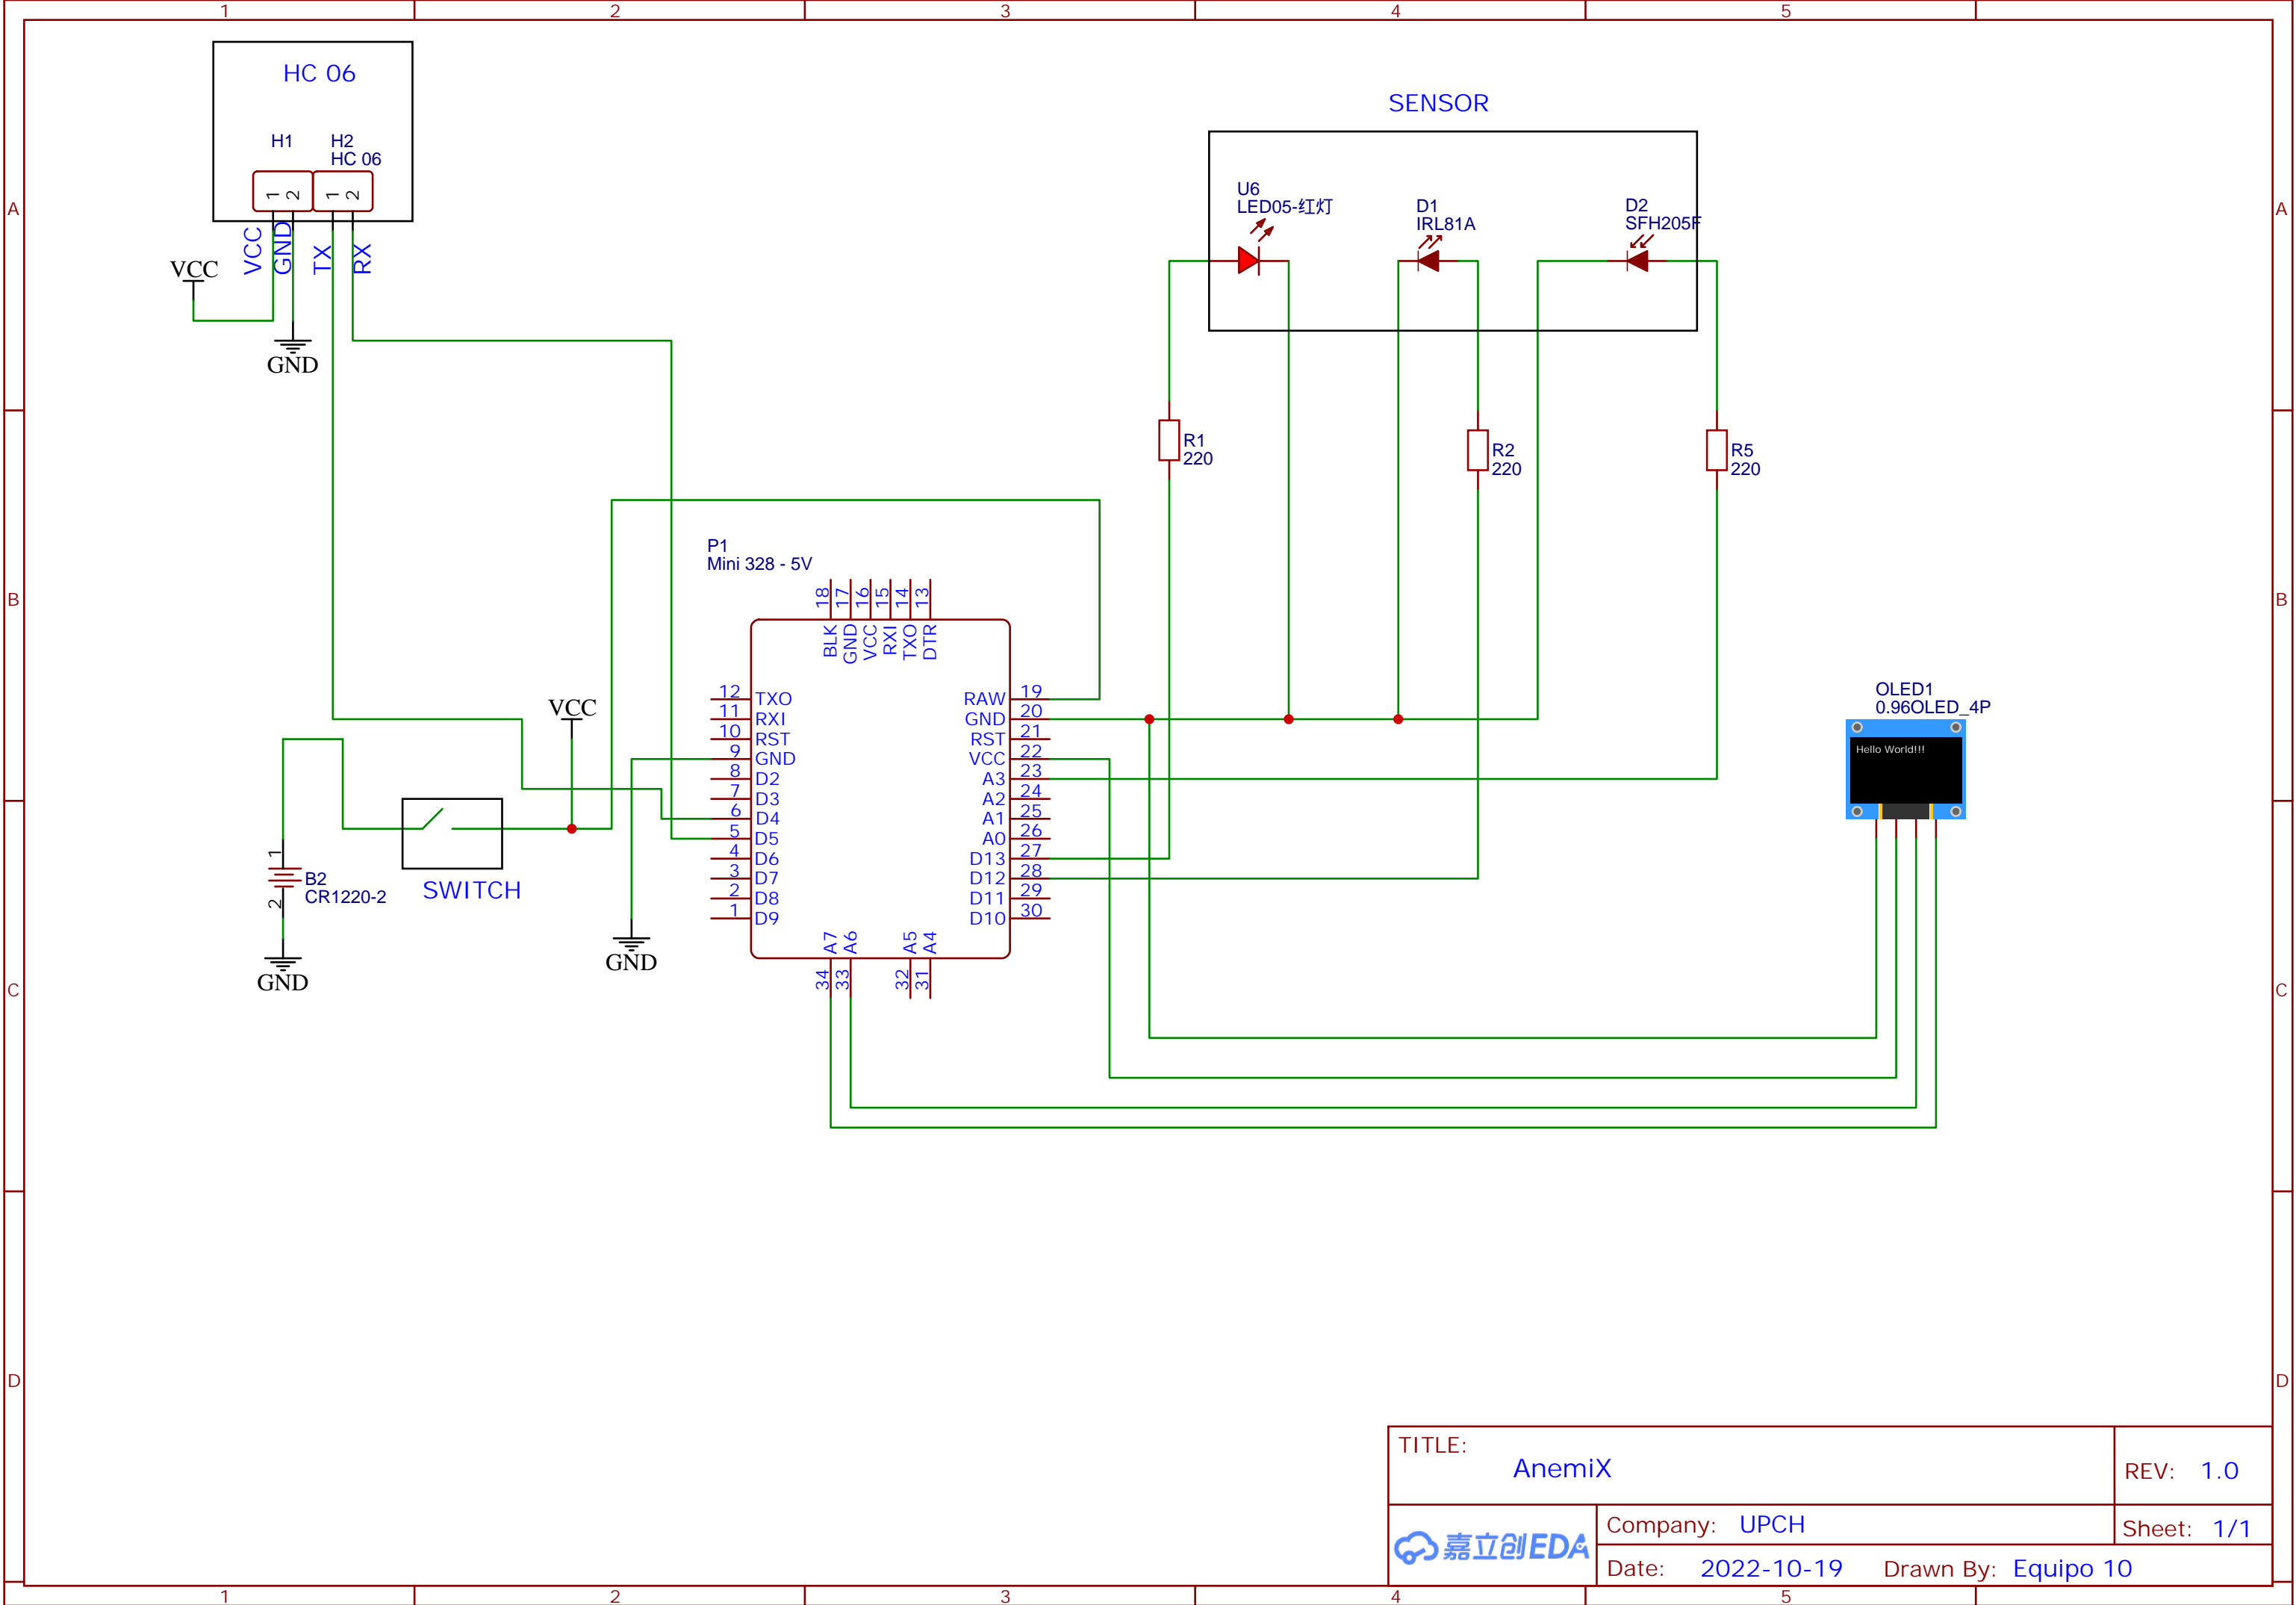 1 2 3 4 5
HC 06
H1
H2
HC 06
1 2 1 2
VCC GND TX RX
VCC
GND
SENSOR
U6
LED05-红灯
D1
IRL81A
D2
SFH205F
A
A
R1
220
R2
220
R5
220
P1
Mini 328 - 5V
18 17 16 15 14 13
BLK GND VCC RXI TXO DTR
B
B
12 TXO
11 RXI
10 RST
9 GND
8 D2
7 D3
6 D4
5 D5
4 D6
3 D7
2 D8
1 D9
RAW 19
GND 20
RST 21
VCC 22
A3 23
A2 24
A1 25
A0 26
D13 27
D12 28
D11 29
D10 30
A7 A6 A5 A4
34 33 32 31
VCC
GND
1
B2
CR1220-2
2
GND
SWITCH
OLED1
0.96OLED_4P
Hello World!!!
C
C
D
D
TITLE:
AnemiX
REV: 1.0
嘉立创EDA
Company: UPCH
Sheet: 1/1
Date: 2022-10-19 Drawn By: Equipo 10
1 2 3 4 5